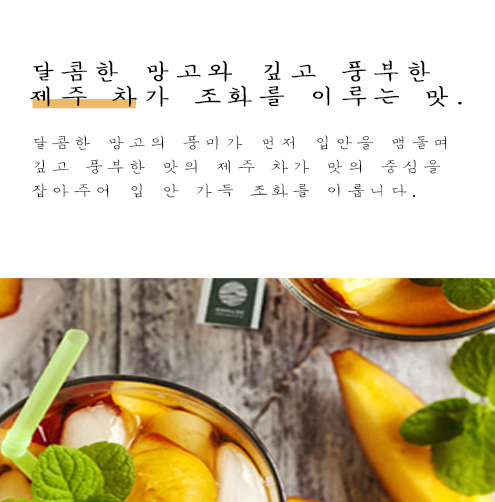 달콤한 망고와 깊고 풍부한
제주 차가 조화를 이루는 맛.
달콤한 망고의 풍미가 먼저 입안을 맴돌며
깊고 풍부한 맛의 제주 차가 맛의 중심을
잡아주어 입 안 가득 조화를 이룹니다.